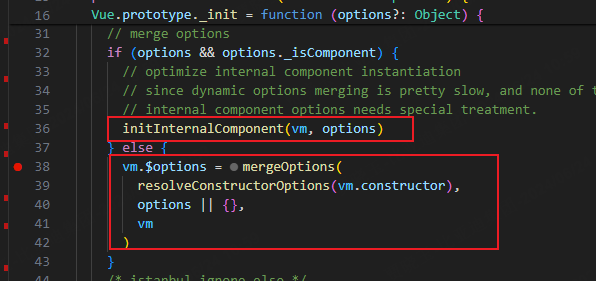 16 Vue.prototype._init = function (options?: Object) {
31 // merge options
32 if (options && options._isComponent) {
33 // optimize internal component instantiation
34 // since dynamic options merging is pretty slow, and none of
35 // internal component options needs special treatment.
36 initInternalComponent(vm, options)
37 } else {
38 vm.$options = mergeOptions(
39 resolveConstructorOptions(vm.constructor),
40 options || {},
41 vm
42 )
43 }
44 /* istanbul ignore else */